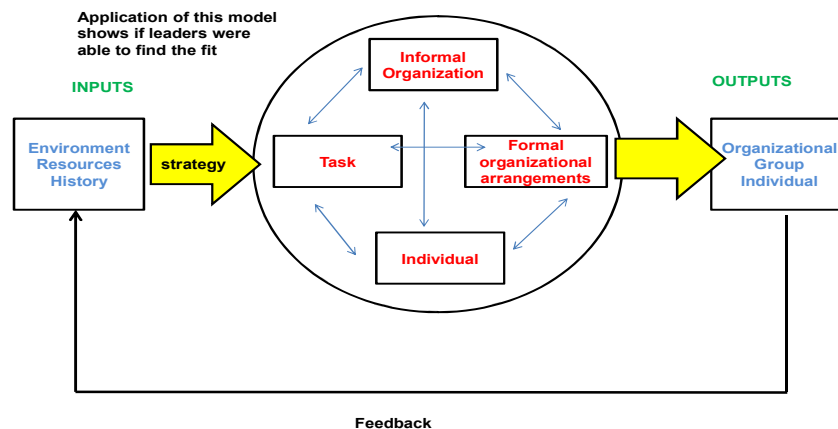 Application of this model
shows if leaders were
able to find the fit
INPUTS
OUTPUTS
Informal
Organization
Environment
Resources
History
strategy
Task
Formal
organizational
arrangements
Organizational
Group
Individual
Individual
Feedback